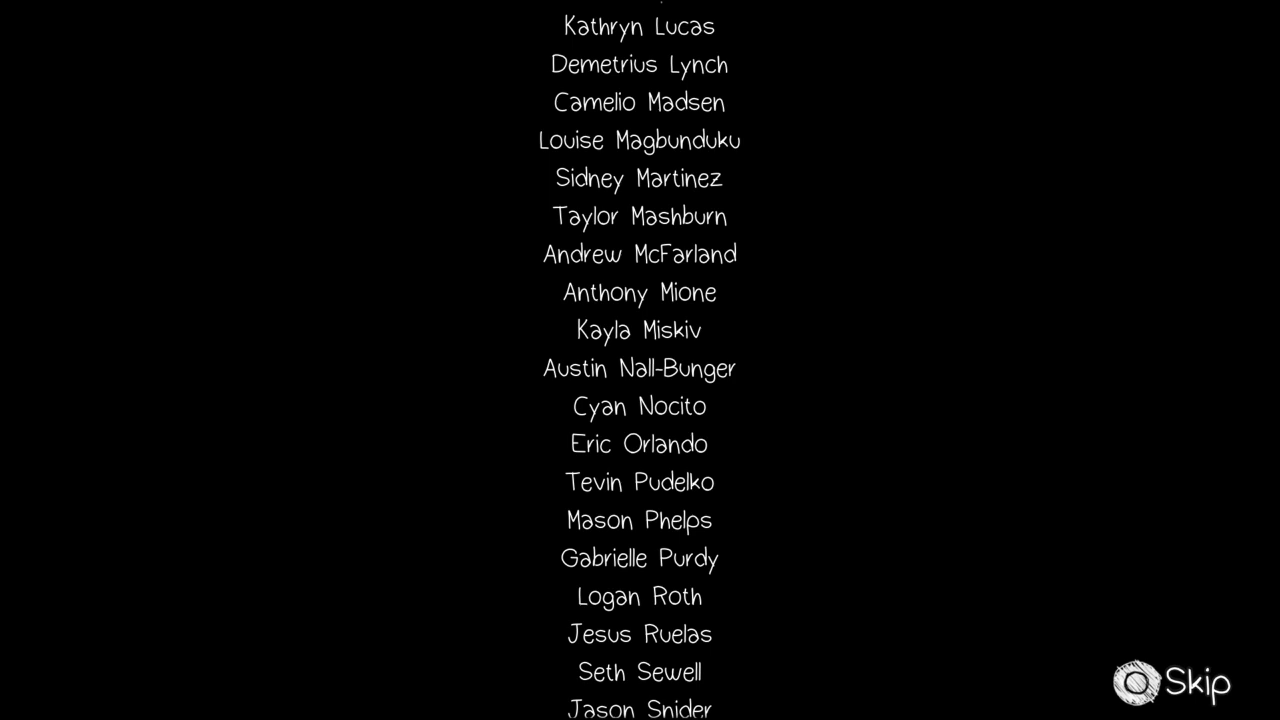 Kathryn Lucas
Demetrius Lynch
Camelio Madsen
Louise Magbunduku
Sidney Martinez
Taylor Mashburn
Andrew McFarland
Anthony Mione
Kayla Miskiv
Austin Nall-Bunger
Cyan Nocito
Eric Orlando
Tevin Pudelko
Mason Phelps
Gabrielle Purdy
Logan Roth
Jesus Ruelas
Seth Sewell
Jason Snider
Skip